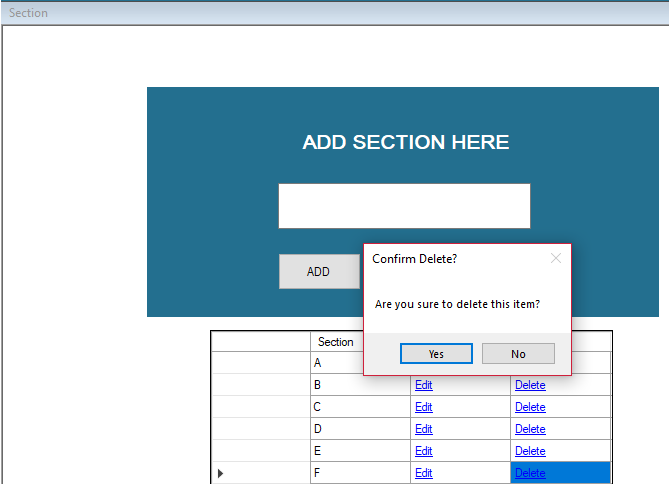 Section
ADD SECTION HERE
ADD
Confirm Delete?
Are you sure to delete this item?
Yes No
Section
A
B Edit Delete
C Edit Delete
D Edit Delete
E Edit Delete
F Edit Delete